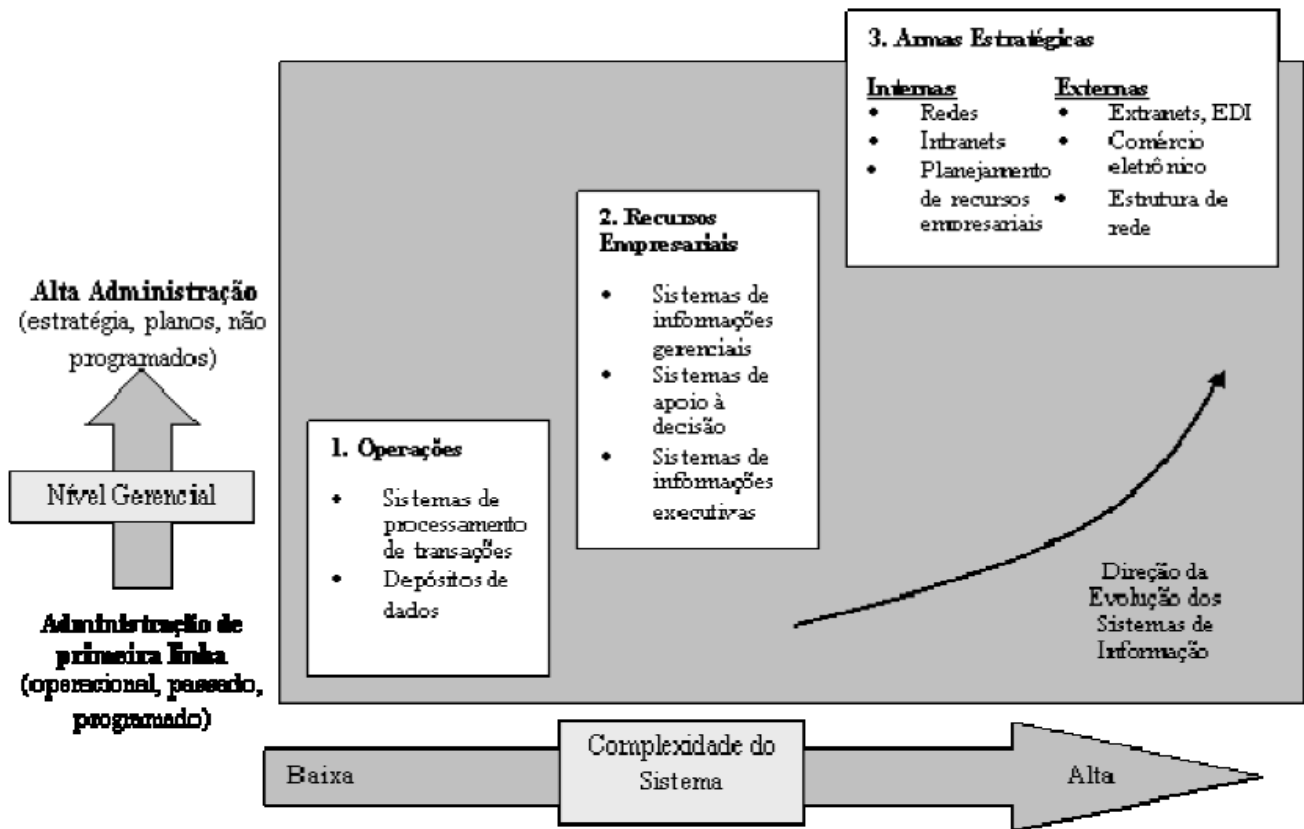 3. Armas Estratégicas
Internas
• Redes
• Intranets
• Planejamento
de recursos
empresariais
Externas
• Extranets, EDI
• Comércio
eletrônico
• Estrutura de
rede
2. Recursos
Empresariais
• Sistemas de
informações
gerenciais
• Sistemas de
apoio à
decisão
• Sistemas de
informações
executivas
1. Operações
• Sistemas de
processamento
de transações
• Depósitos de
dados
Alta Administração
(estratégia, planos, não
programados)
Nível Gerencial
Administração de
primeira linha
(operacional, passado,
programado)
Direção da
Evolução dos
Sistemas de
Informação
Baixa
Complexidade do
Sistema
Alta